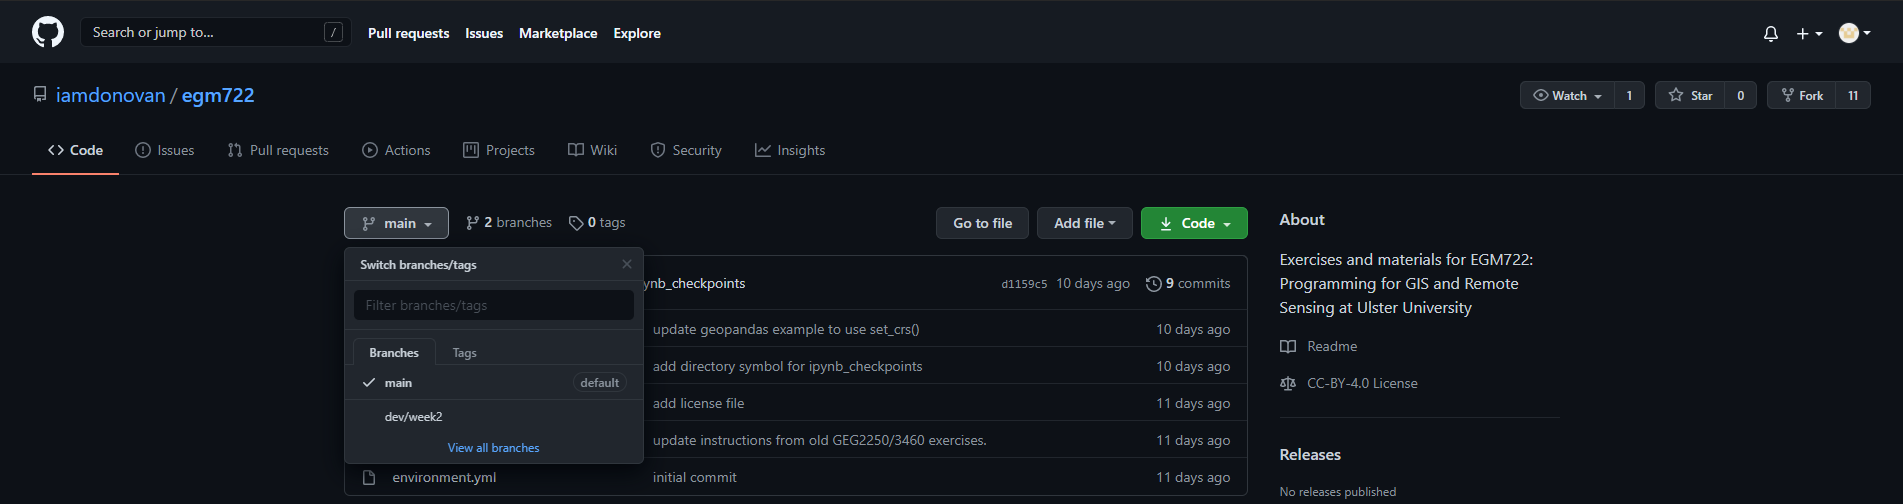 Search or jump to... /
Pull requests Issues Marketplace Explore
iamdonovan / egm722
Watch 1 Star 0 Fork 11
Code Issues Pull requests Actions Projects Wiki Security Insights
main 2 branches 0 tags
Go to file Add file Code
Switch branches/tags
Filter branches/tags
Branches Tags
main default
dev/week2
View all branches
ynb_checkpoints d1159c5 10 days ago 9 commits
update geopandas example to use set_crs() 10 days ago
add directory symbol for ipynb_checkpoints 10 days ago
add license file 11 days ago
update instructions from old GEG2250/3460 exercises. 11 days ago
environment.yml initial commit 11 days ago
About
Exercises and materials for EGM722:
Programming for GIS and Remote
Sensing at Ulster University
Readme
CC-BY-4.0 License
Releases
No releases published